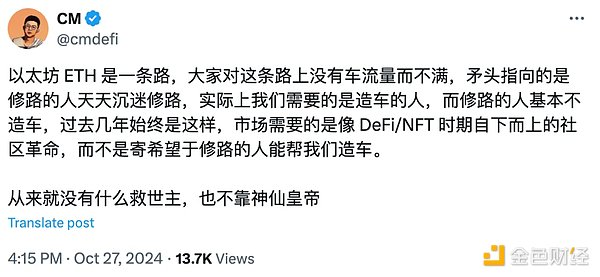 CM
@cmdefi
以太坊 ETH 是一条路，大家对这条路上没有车流量而不满，矛头指向的是
修路的人天天沉迷修路，实际上我们需要的是造车的人，而修路的人基本不
造车，过去几年始终是这样，市场需要的是像 DeFi/NFT 时期自下而上的社
区革命，而不是寄希望于修路的人能帮我们造车。
从来就没有什么救世主，也不靠神仙皇帝
Translate post
4:15 PM · Oct 27, 2024 · 13.7K Views
金色财经